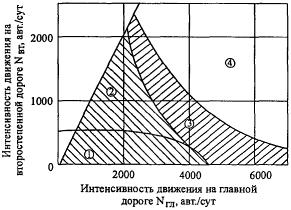 Интенсивность движения на
второстепенной дороге N вт, авт./сут
2000
1000
0
④
②
③
①
2000 4000 6000
Интенсивность движения на главной
дороге Nгд, авт./сут